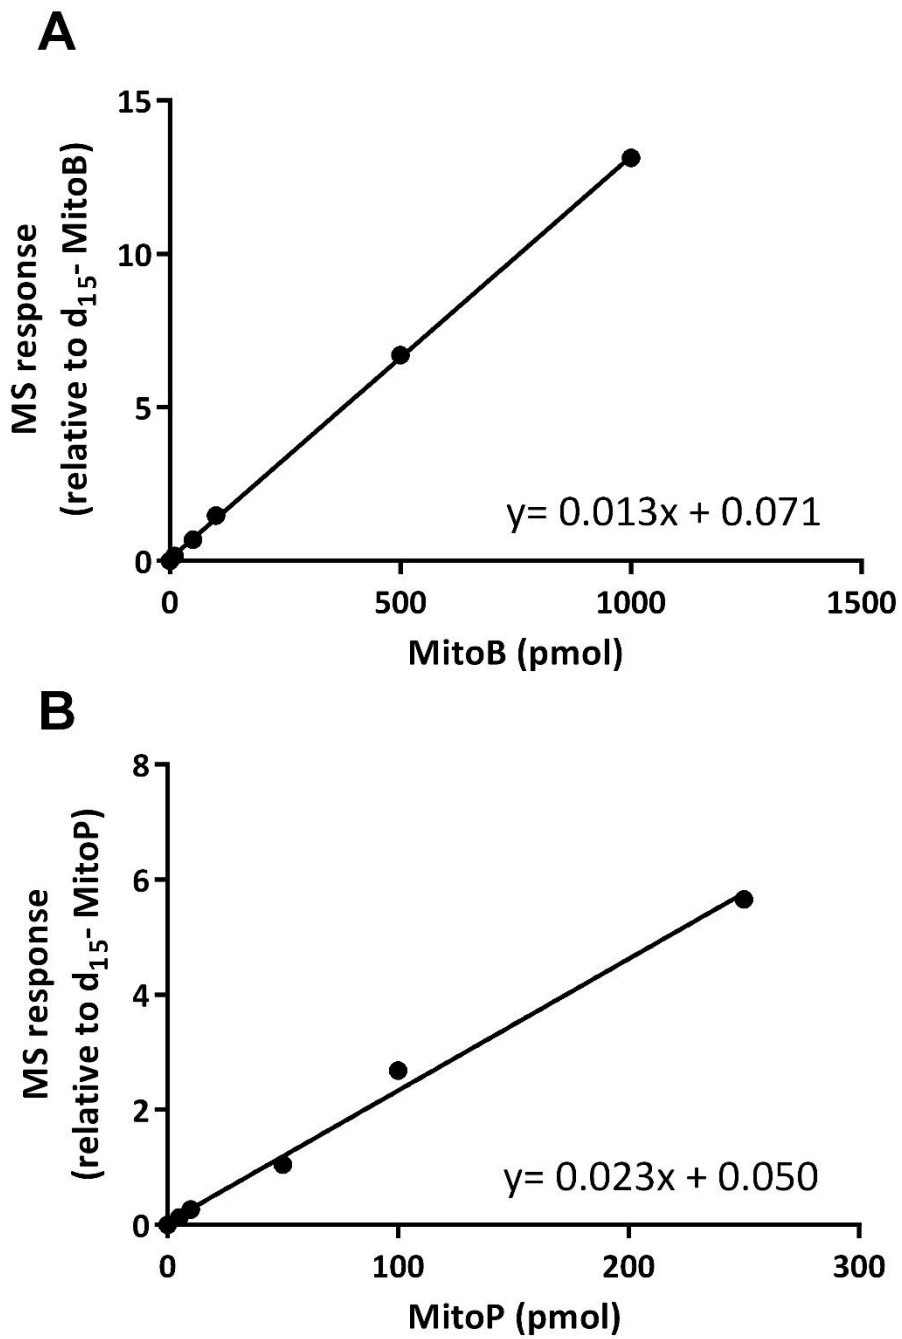 A
MS response
(relative to d15- MitoB)
15
10
5
0
0 500 1000 1500
y= 0.013x + 0.071
MitoB (pmol)
B
MS response
(relative to d15- MitoP)
8
6
4
2
0
0 100 200 300
y= 0.023x + 0.050
MitoP (pmol)